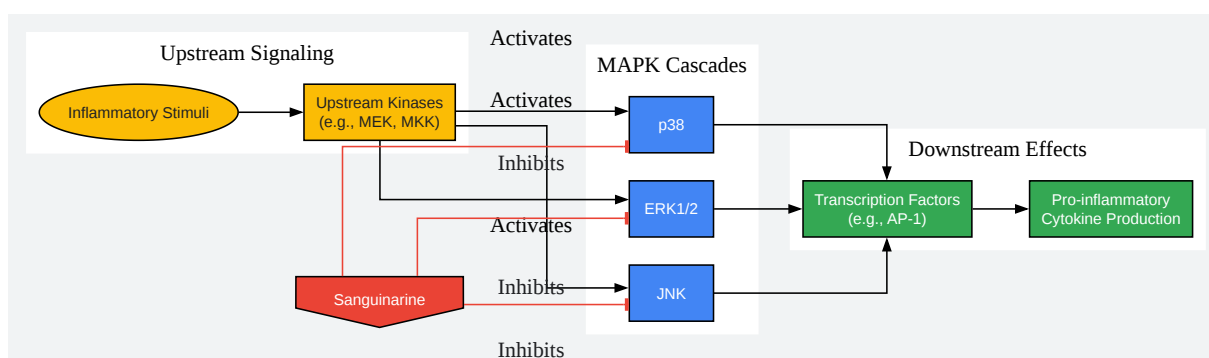 Upstream Signaling
Inflammatory Stimuli
Upstream Kinases
(e.g., MEK, MKK)
Activates
Activates
Inhibits
Activates
Inhibits
Inhibits
MAPK Cascades
p38
ERK1/2
JNK
Sanguinarine
Downstream Effects
Transcription Factors
(e.g., AP-1)
Pro-inflammatory
Cytokine Production